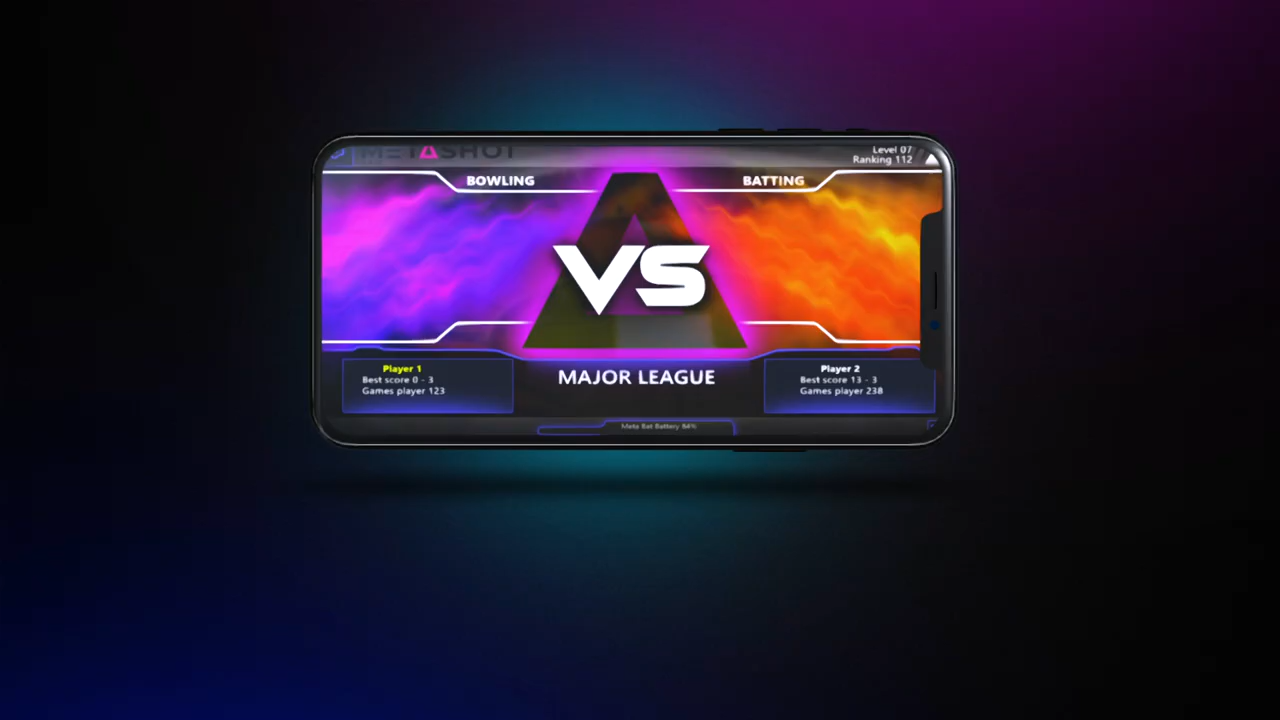 METASHOT
Level 07
Ranking 112
BOWLING
BATTING
VS
MAJOR LEAGUE
Player 1
Best score 0 - 3
Games player 123
Player 2
Best score 13 - 3
Games player 238
Meta Bat Battery 84%